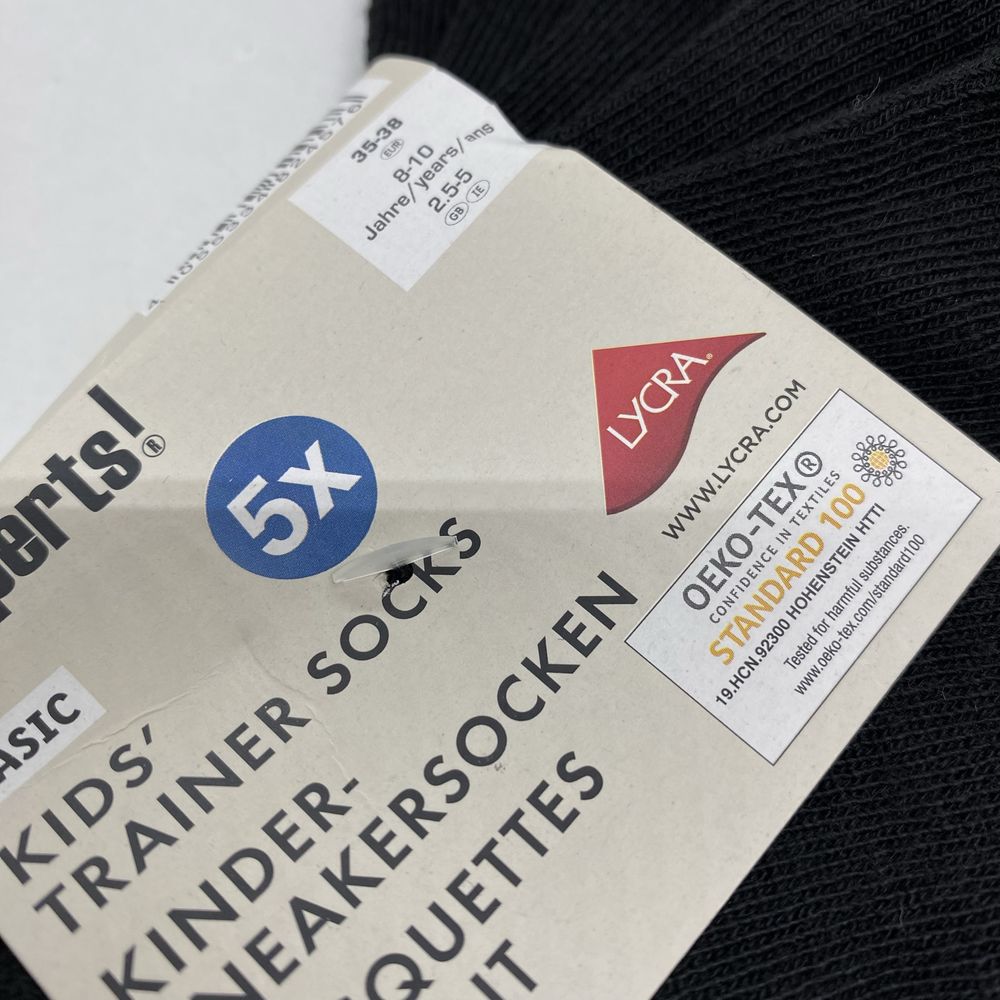 35-38
EUR
8-10
Jahre/years/ans
2.5-5
GB IE
perts!®
5x
LYCRA®
WWW.LYCRA.COM
OEKO-TEX®
CONFIDENCE IN TEXTILES
STANDARD 100
19.HCN.92300 HOHENSTEIN HTTI
Tested for harmful substances.
www.oeko-tex.com/standard100
ASIC
KIDS'
TRAINER SOCKS
KINDER-
NEAKERSOCKEN
QUETTES
IT